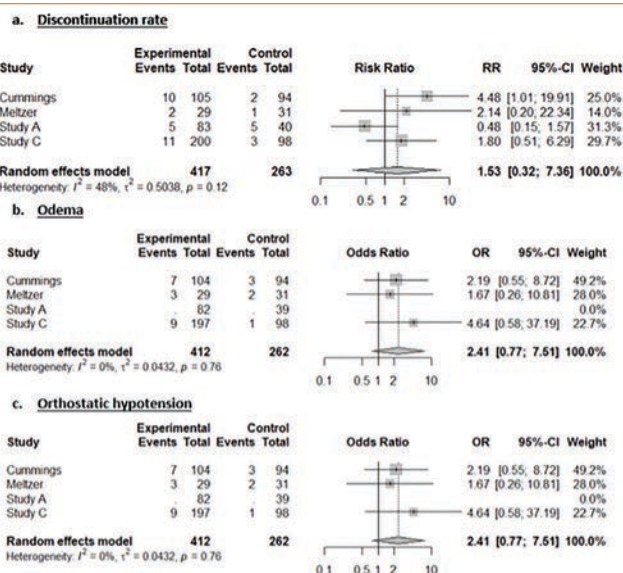 a. Discontinuation rate
Experimental Control
Study Events Total Events Total Risk Ratio RR 95%-CI Weight
Cummings 10 105 2 94 4.48 [1.01; 19.91] 25.0%
Meltzer 2 29 1 31 2.14 [0.20; 22.34] 14.0%
Study A 5 83 5 40 0.48 [0.15; 1.57] 31.3%
Study C 11 200 3 98 1.80 [0.51; 6.29] 29.7%
Random effects model 417 263 1.53 [0.32; 7.36] 100.0%
Heterogeneity: I² = 48%, τ² = 0.5038, p = 0.12
0.1 0.5 1 2 10
b. Odema
Experimental Control
Study Events Total Events Total Odds Ratio OR 95%-CI Weight
Cummings 7 104 3 94 2.19 [0.55; 8.72] 49.2%
Meltzer 3 29 2 31 1.67 [0.26; 10.81] 28.0%
Study A . 82 . 39 0.0%
Study C 9 197 1 98 4.64 [0.58; 37.19] 22.7%
Random effects model 412 262 2.41 [0.77; 7.51] 100.0%
Heterogeneity: I² = 0%, τ² = 0.0432, p = 0.76
0.1 0.5 1 2 10
c. Orthostatic hypotension
Experimental Control
Study Events Total Events Total Odds Ratio OR 95%-CI Weight
Cummings 7 104 3 94 2.19 [0.55; 8.72] 49.2%
Meltzer 3 29 2 31 1.67 [0.26; 10.81] 28.0%
Study A . 82 . 39 0.0%
Study C 9 197 1 98 4.64 [0.58; 37.19] 22.7%
Random effects model 412 262 2.41 [0.77; 7.51] 100.0%
Heterogeneity: I² = 0%, τ² = 0.0432, p = 0.76
0.1 0.5 1 2 10